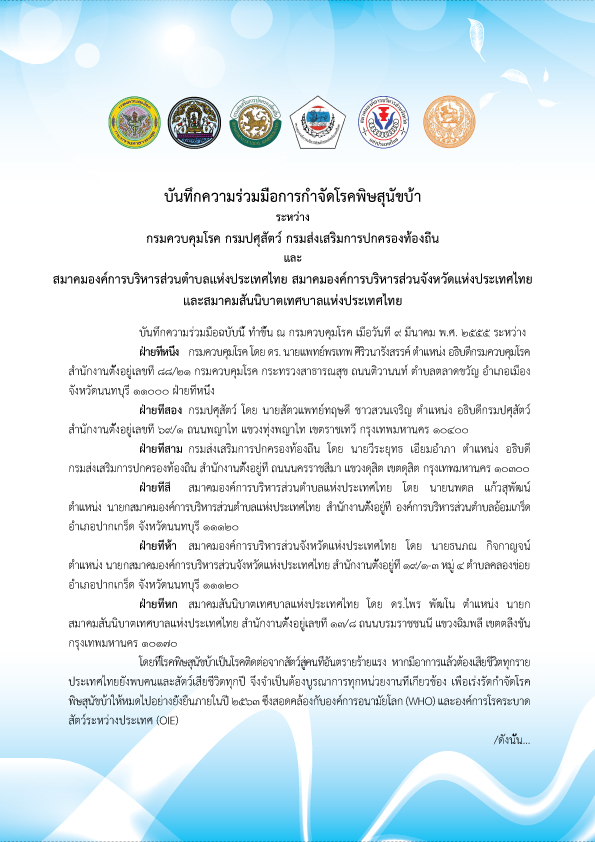 บันทึกความร่วมมือการกำจัดโรคพิษสุนัขบ้า
ระหว่าง
กรมควบคุมโรค กรมปศุสัตว์ กรมส่งเสริมการปกครองท้องถิ่น
และ
สมาคมองค์การบริหารส่วนตำบลแห่งประเทศไทย สมาคมองค์การบริหารส่วนจังหวัดแห่งประเทศไทย
และสมาคมสันนิบาตเทศบาลแห่งประเทศไทย
บันทึกความร่วมมือฉบับนี้ ทำขึ้น ณ กรมควบคุมโรค เมื่อวันที่ ๙ มีนาคม พ.ศ. ๒๕๕๕ ระหว่าง
ฝ่ายที่หนึ่ง กรมควบคุมโรค โดย ดร. นายแพทย์พรเทพ ศิริวนารังสรรค์ ตำแหน่ง อธิบดีกรมควบคุมโรค
สำนักงานตั้งอยู่เลขที่ ๘๘/๒๑ กรมควบคุมโรค กระทรวงสาธารณสุข ถนนติวานนท์ ตำบลตลาดขวัญ อำเภอเมือง
จังหวัดนนทบุรี ๑๑๐๐๐ ฝ่ายที่หนึ่ง
ฝ่ายที่สอง กรมปศุสัตว์ โดย นายสัตวแพทย์ทฤษดี ชาวสวนเจริญ ตำแหน่ง อธิบดีกรมปศุสัตว์
สำนักงานตั้งอยู่เลขที่ ๖๙/๑ ถนนพญาไท แขวงทุ่งพญาไท เขตราชเทวี กรุงเทพมหานคร ๑๐๔๐๐
ฝ่ายที่สาม กรมส่งเสริมการปกครองท้องถิ่น โดย นายวีระยุทธ เอี่ยมอำภา ตำแหน่ง อธิบดี
กรมส่งเสริมการปกครองท้องถิ่น สำนักงานตั้งอยู่ที่ ถนนนครราชสีมา แขวงดุสิต เขตดุสิต กรุงเทพมหานคร ๑๐๓๐๐
ฝ่ายที่สี่ สมาคมองค์การบริหารส่วนตำบลแห่งประเทศไทย โดย นายนพดล แก้วสุพัฒน์
ตำแหน่ง นายกสมาคมองค์การบริหารส่วนตำบลแห่งประเทศไทย สำนักงานตั้งอยู่ที่ องค์การบริหารส่วนตำบลอ้อมเกร็ด
อำเภอปากเกร็ด จังหวัดนนทบุรี ๑๑๑๒๐
ฝ่ายที่ห้า สมาคมองค์การบริหารส่วนจังหวัดแห่งประเทศไทย โดย นายธนภณ กิจกาญจน์
ตำแหน่ง นายกสมาคมองค์การบริหารส่วนจังหวัดแห่งประเทศไทย สำนักงานตั้งอยู่ที่ ๑๙/๑-๓ หมู่ ๔ ตำบลคลองข่อย
อำเภอปากเกร็ด จังหวัดนนทบุรี ๑๑๑๒๐
ฝ่ายที่หก สมาคมสันนิบาตเทศบาลแห่งประเทศไทย โดย ดร.ไพร พัฒโน ตำแหน่ง นายก
สมาคมสันนิบาตเทศบาลแห่งประเทศไทย สำนักงานตั้งอยู่เลขที่ ๑๓/๘ ถนนบรมราชชนนี แขวงฉิมพลี เขตตลิ่งชัน
กรุงเทพมหานคร ๑๐๑๗๐
โดยที่โรคพิษสุนัขบ้าเป็นโรคติดต่อจากสัตว์สู่คนที่อันตรายร้ายแรง หากมีอาการแล้วต้องเสียชีวิตทุกราย
ประเทศไทยยังพบคนและสัตว์เสียชีวิตทุกปี จึงจำเป็นต้องบูรณาการทุกหน่วยงานที่เกี่ยวข้อง เพื่อเร่งรัดกำจัดโรค
พิษสุนัขบ้าให้หมดไปอย่างยั่งยืนภายในปี ๒๕๖๓ ซึ่งสอดคล้องกับองค์การอนามัยโลก (WHO) และองค์การโรคระบาด
สัตว์ระหว่างประเทศ (OIE)
/ดังนั้น...